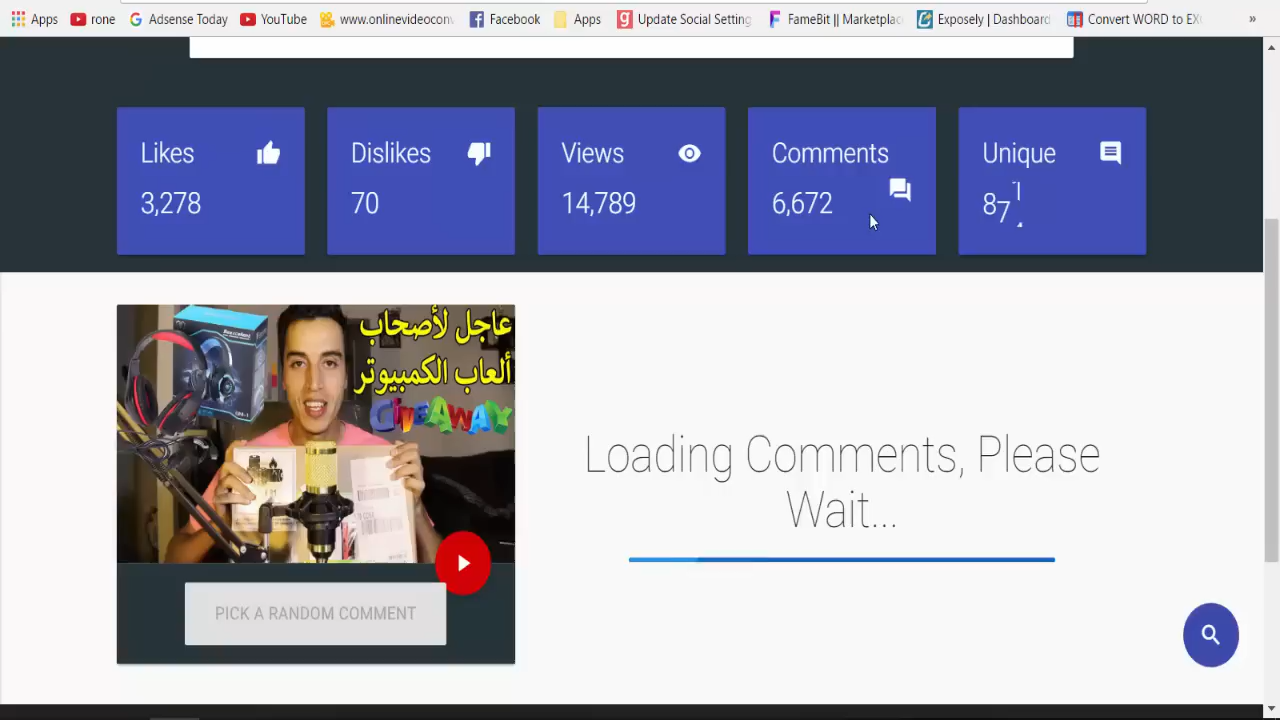 Apps rone Adsense Today YouTube www.onlinevideocom Facebook Apps Update Social Setting FameBit || Marketplac Exposely | Dashboard Convert WORD to EX »
Likes Dislikes Views Comments Unique
3,278 70 14,789 6,672 87
عاجل لأصحاب
ألعاب الكمبيوتر
GiveAWAY
Loading Comments, Please
Wait...
PICK A RANDOM COMMENT